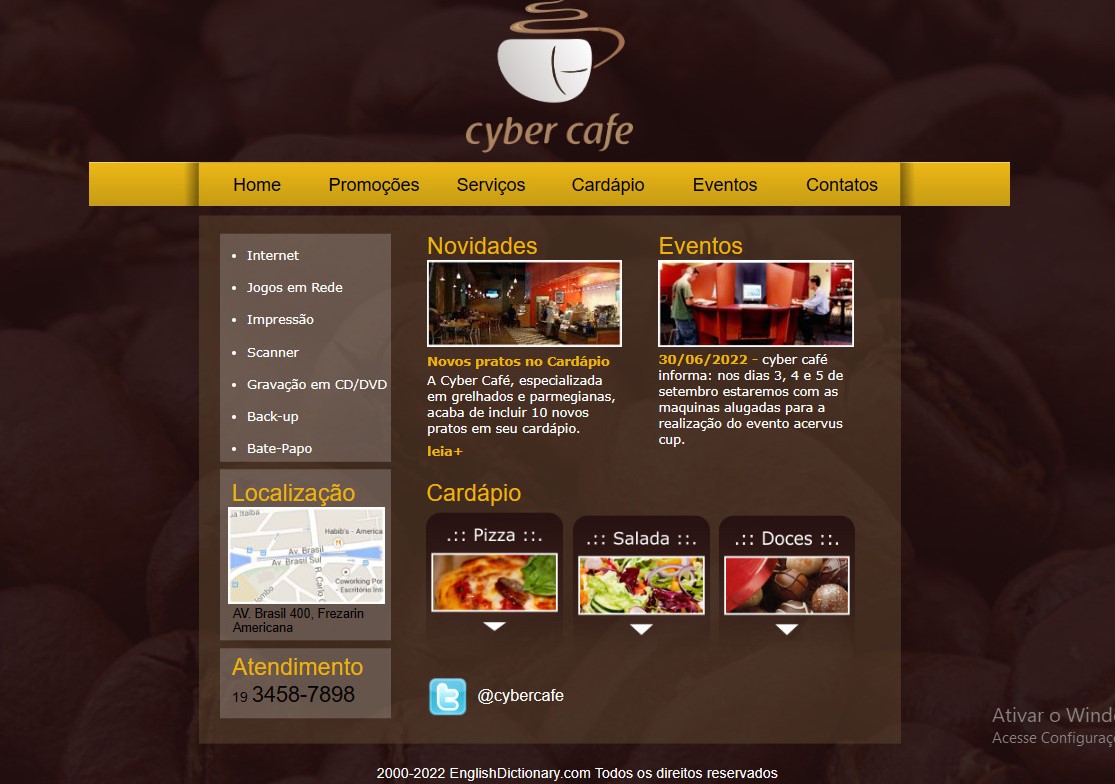 cyber cafe
Home Promoções Serviços Cardápio Eventos Contatos
Internet
Jogos em Rede
Impressão
Scanner
Gravação em CD/DVD
Back-up
Bate-Papo
Localização
Habib's - America
Av. Brasil
Av. Brasil Sul
R. Carlo
Coworking Po
Escritório In
AV. Brasil 400, Frezarin
Americana
Atendimento
19 3458-7898
Novidades
Novos pratos no Cardápio
A Cyber Café, especializada
em grelhados e parmegianas,
acaba de incluir 10 novos
pratos em seu cardápio.
leia+
Eventos
30/06/2022 - cyber café
informa: nos dias 3, 4 e 5 de
setembro estaremos com as
maquinas alugadas para a
realização do evento acervus
cup.
Cardápio
.:: Pizza ::.
.:: Salada ::.
.:: Doces ::.
@cybercafe
Ativar o Wind
Acesse Configuraç
2000-2022 EnglishDictionary.com Todos os direitos reservados